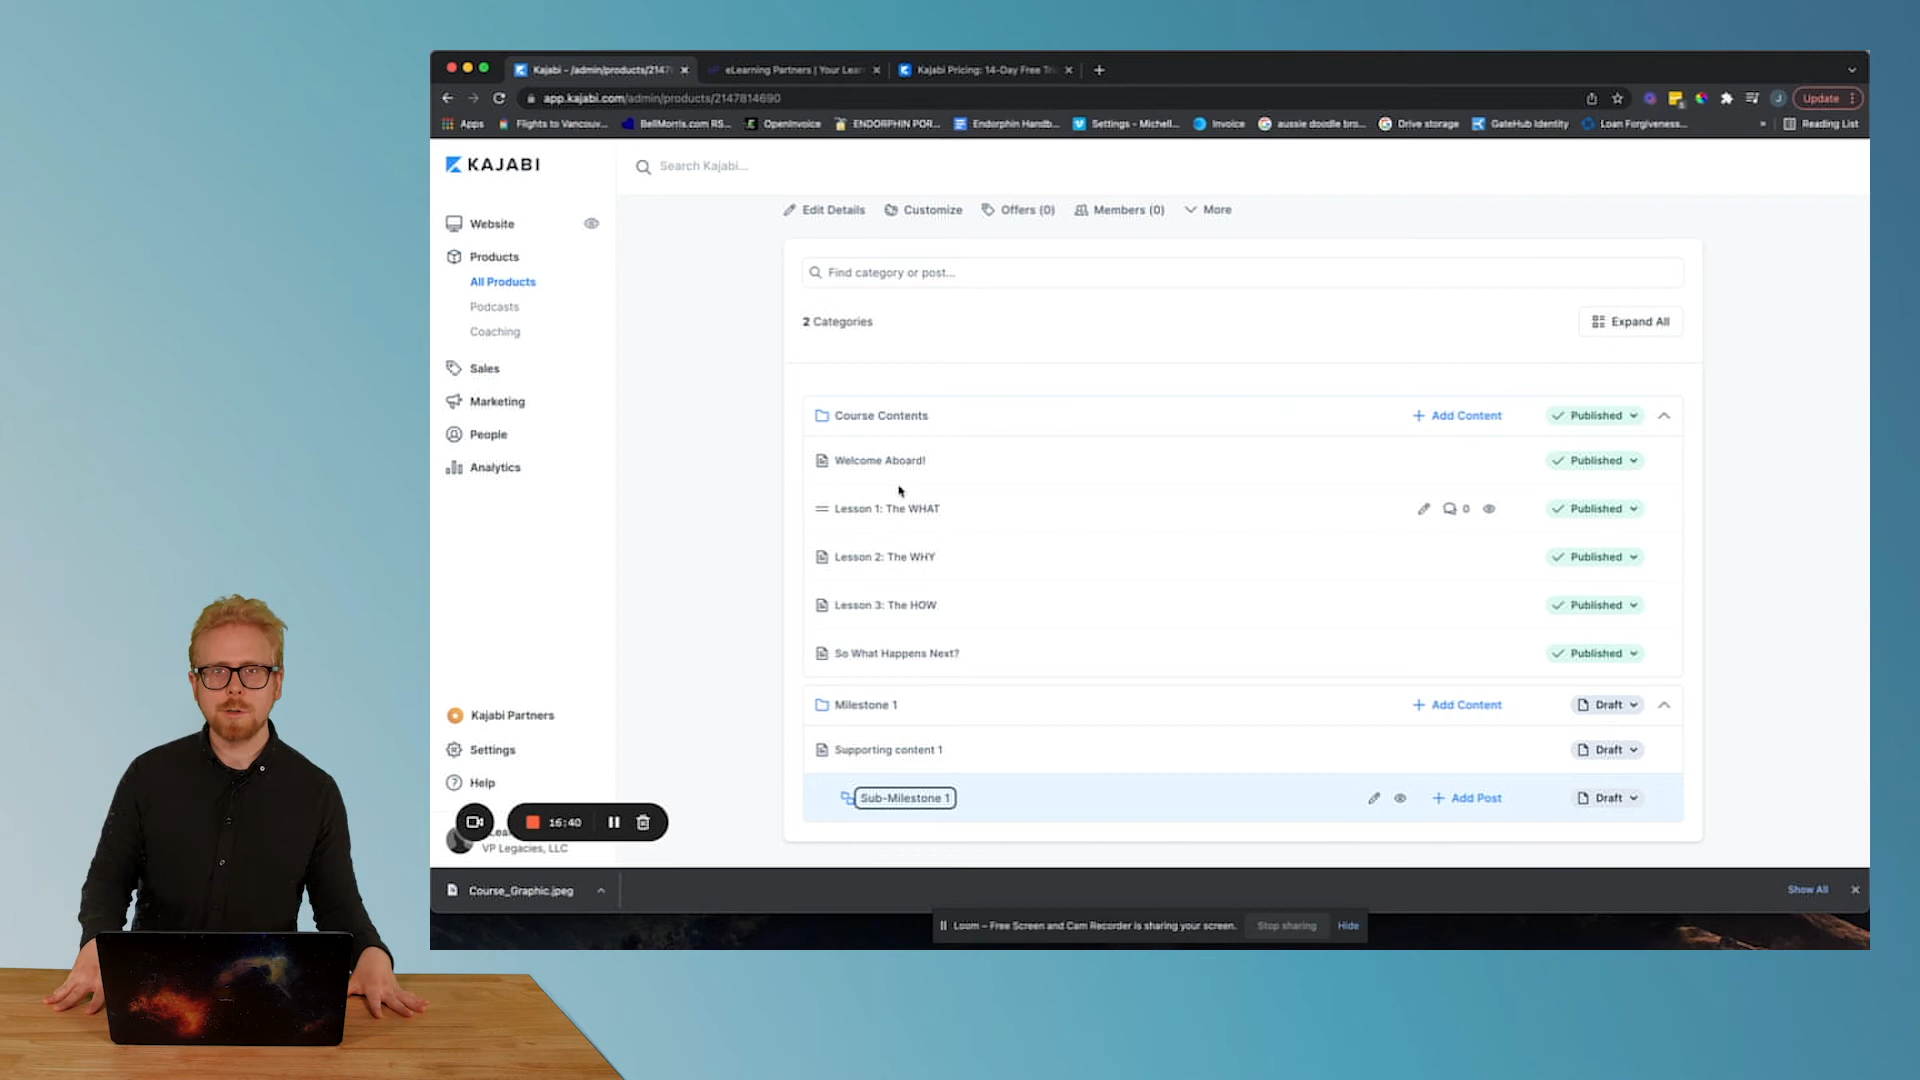 Kajabi - /admin/products/2147
eLearning Partners | Your Lear
Kajabi Pricing: 14-Day Free Tri
app.kajabi.com/admin/products/2147814690
Update
Apps
Flights to Vancouv...
BellMorris.com RS...
OpenInvoice
ENDORPHIN POR...
Endorphin Handb...
Settings - Michell...
Invoice
aussie doodle bro...
Drive storage
GateHub Identity
Loan Forgiveness...
»
Reading List
KAJABI
Search Kajabi...
Website
Products
All Products
Podcasts
Coaching
Sales
Marketing
People
Analytics
Kajabi Partners
Settings
Help
16:40
VP Legacies, LLC
Edit Details
Customize
Offers (0)
Members (0)
More
Find category or post...
2 Categories
Expand All
Course Contents
+ Add Content
Published
Welcome Aboard!
Published
Lesson 1: The WHAT
0
Published
Lesson 2: The WHY
Published
Lesson 3: The HOW
Published
So What Happens Next?
Published
Milestone 1
+ Add Content
Draft
Supporting content 1
Draft
Sub-Milestone 1
+ Add Post
Draft
Course_Graphic.jpeg
Show All
Loom – Free Screen and Cam Recorder is sharing your screen.
Stop sharing
Hide